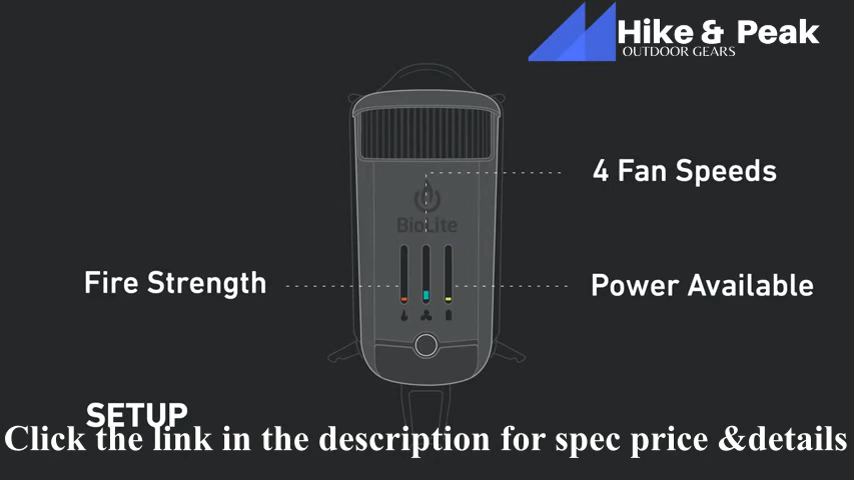 Hike & Peak
OUTDOOR GEARS
4 Fan Speeds
BioLite
Fire Strength
Power Available
SETUP
Click the link in the description for spec price &details